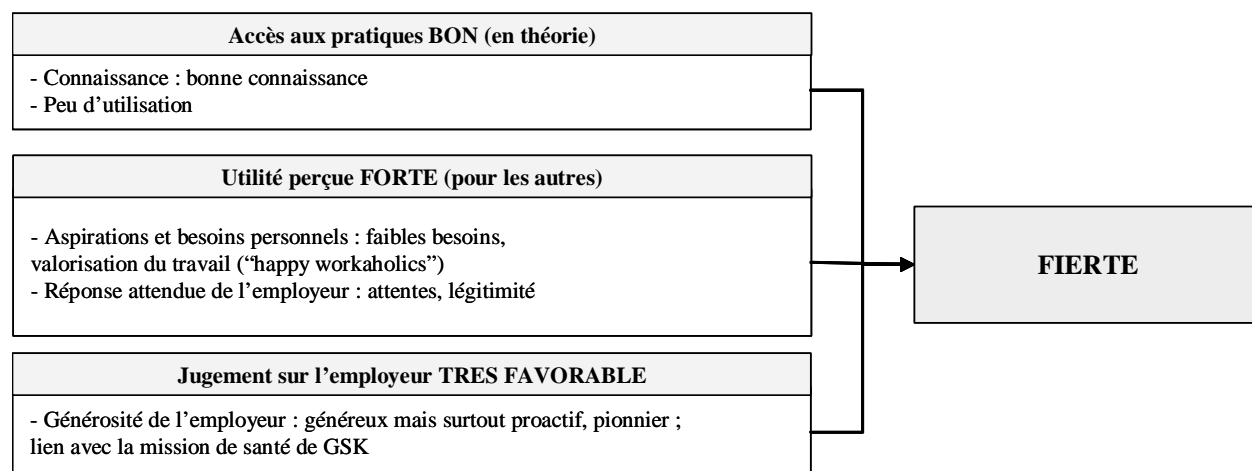 Accès aux pratiques BON (en théorie)
- Connaissance : bonne connaissance
- Peu d’utilisation
Utilité perçue FORTE (pour les autres)
- Aspirations et besoins personnels : faibles besoins,
valorisation du travail (“happy workaholics”)
- Réponse attendue de l’employeur : attentes, légitimité
FIERTE
Jugement sur l’employeur TRES FAVORABLE
- Générosité de l’employeur : généreux mais surtout proactif, pionnier ;
lien avec la mission de santé de GSK